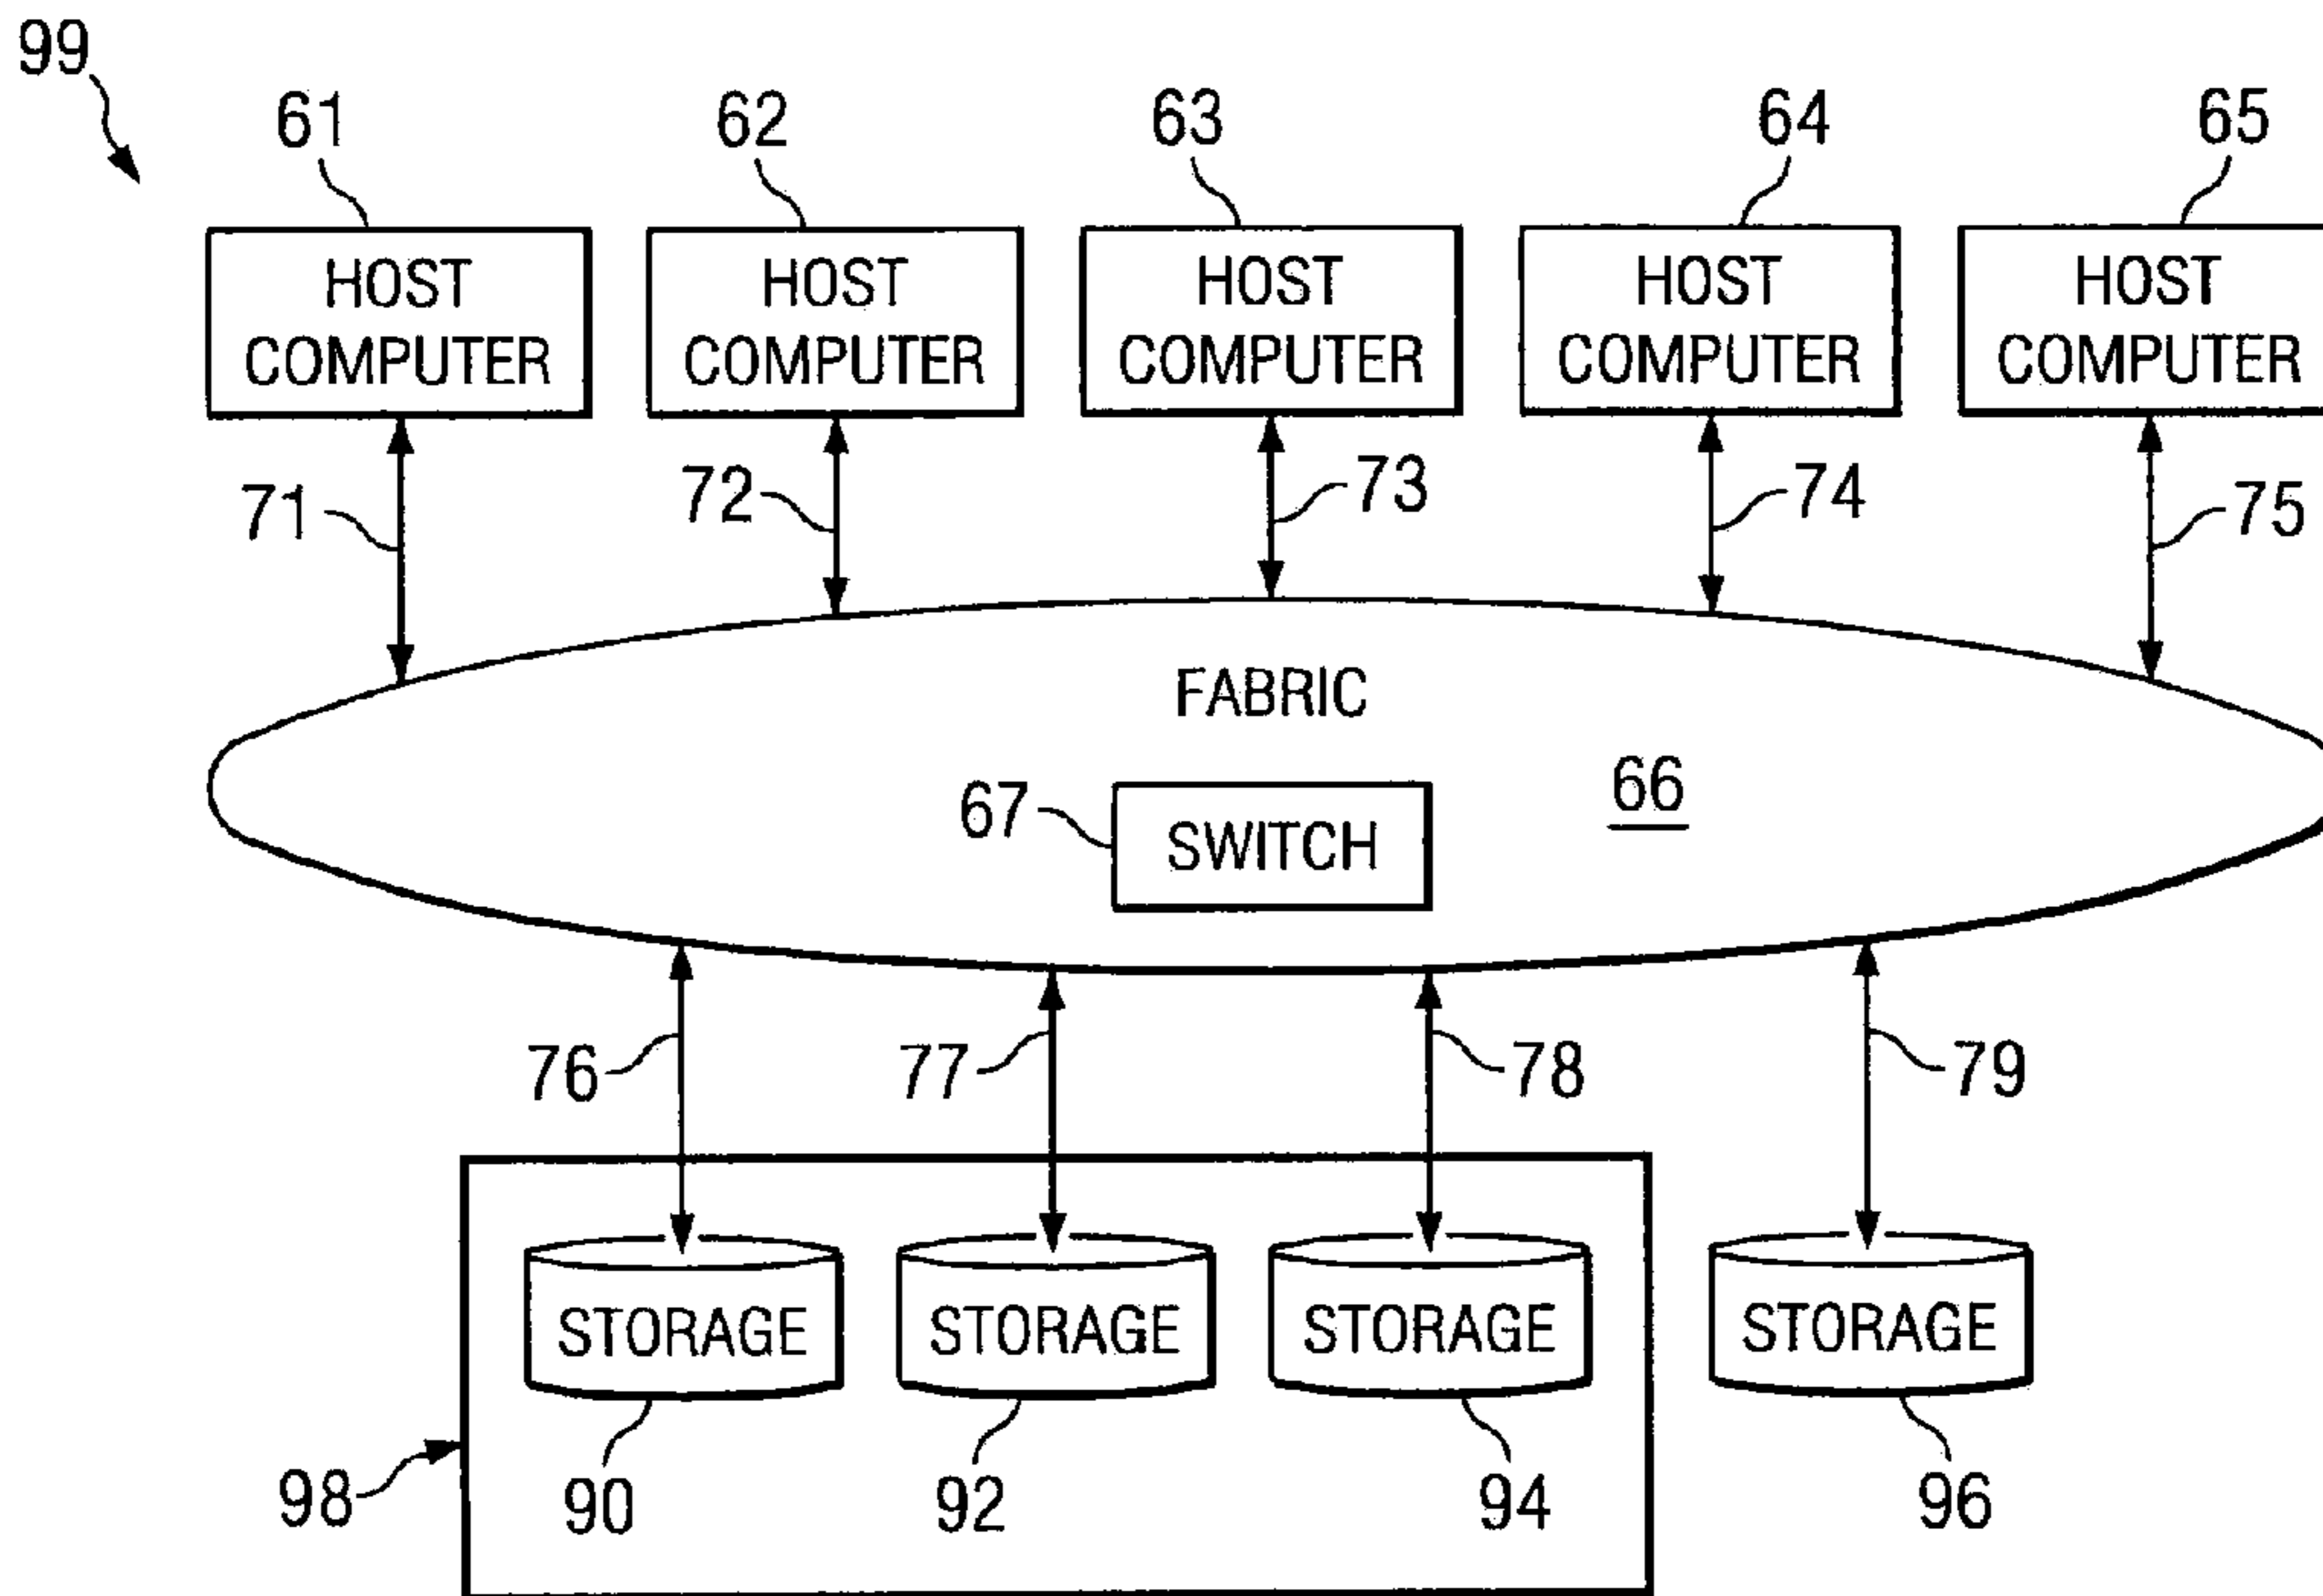 99
61
62
63
64
65
HOST
COMPUTER
HOST
COMPUTER
HOST
COMPUTER
HOST
COMPUTER
HOST
COMPUTER
71
72
73
74
75
FABRIC
66
67
SWITCH
76
77
78
79
STORAGE
STORAGE
STORAGE
STORAGE
98
90
92
94
96